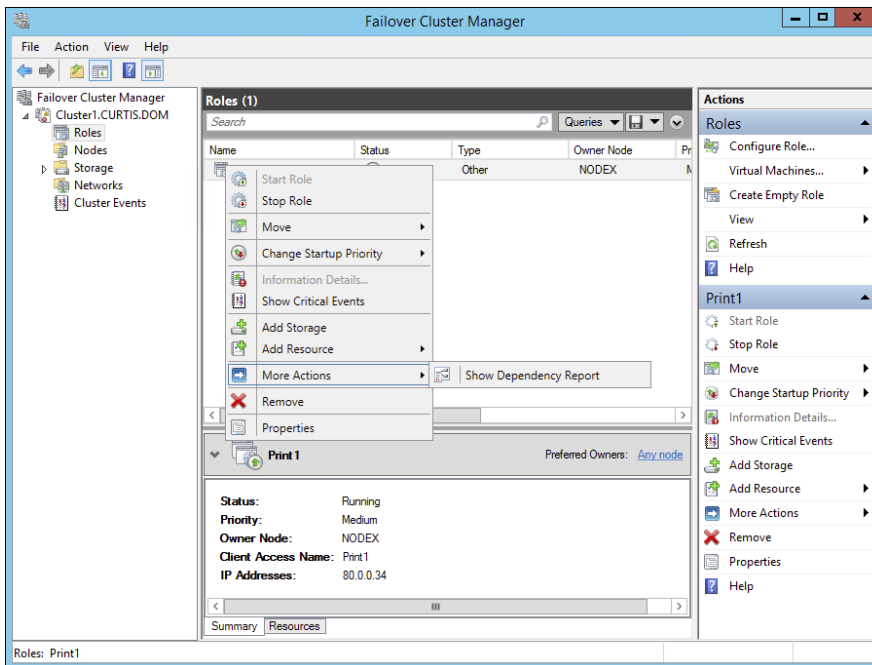 Failover Cluster Manager
File Action View Help
Failover Cluster Manager
Cluster1.CURTIS.DOM
Roles
Nodes
Storage
Networks
Cluster Events
Roles (1)
Search
Queries
Name Status Type Owner Node Pr
Other NODEX
Start Role
Stop Role
Move
Change Startup Priority
Information Details...
Show Critical Events
Add Storage
Add Resource
More Actions
Show Dependency Report
Remove
Properties
Print1 Preferred Owners: Any node
Status: Running
Priority: Medium
Owner Node: NODEX
Client Access Name: Print1
IP Addresses: 80.0.0.34
Summary Resources
Actions
Roles
Configure Role...
Virtual Machines...
Create Empty Role
View
Refresh
Help
Print1
Start Role
Stop Role
Move
Change Startup Priority
Information Details...
Show Critical Events
Add Storage
Add Resource
More Actions
Remove
Properties
Help
Roles: Print1